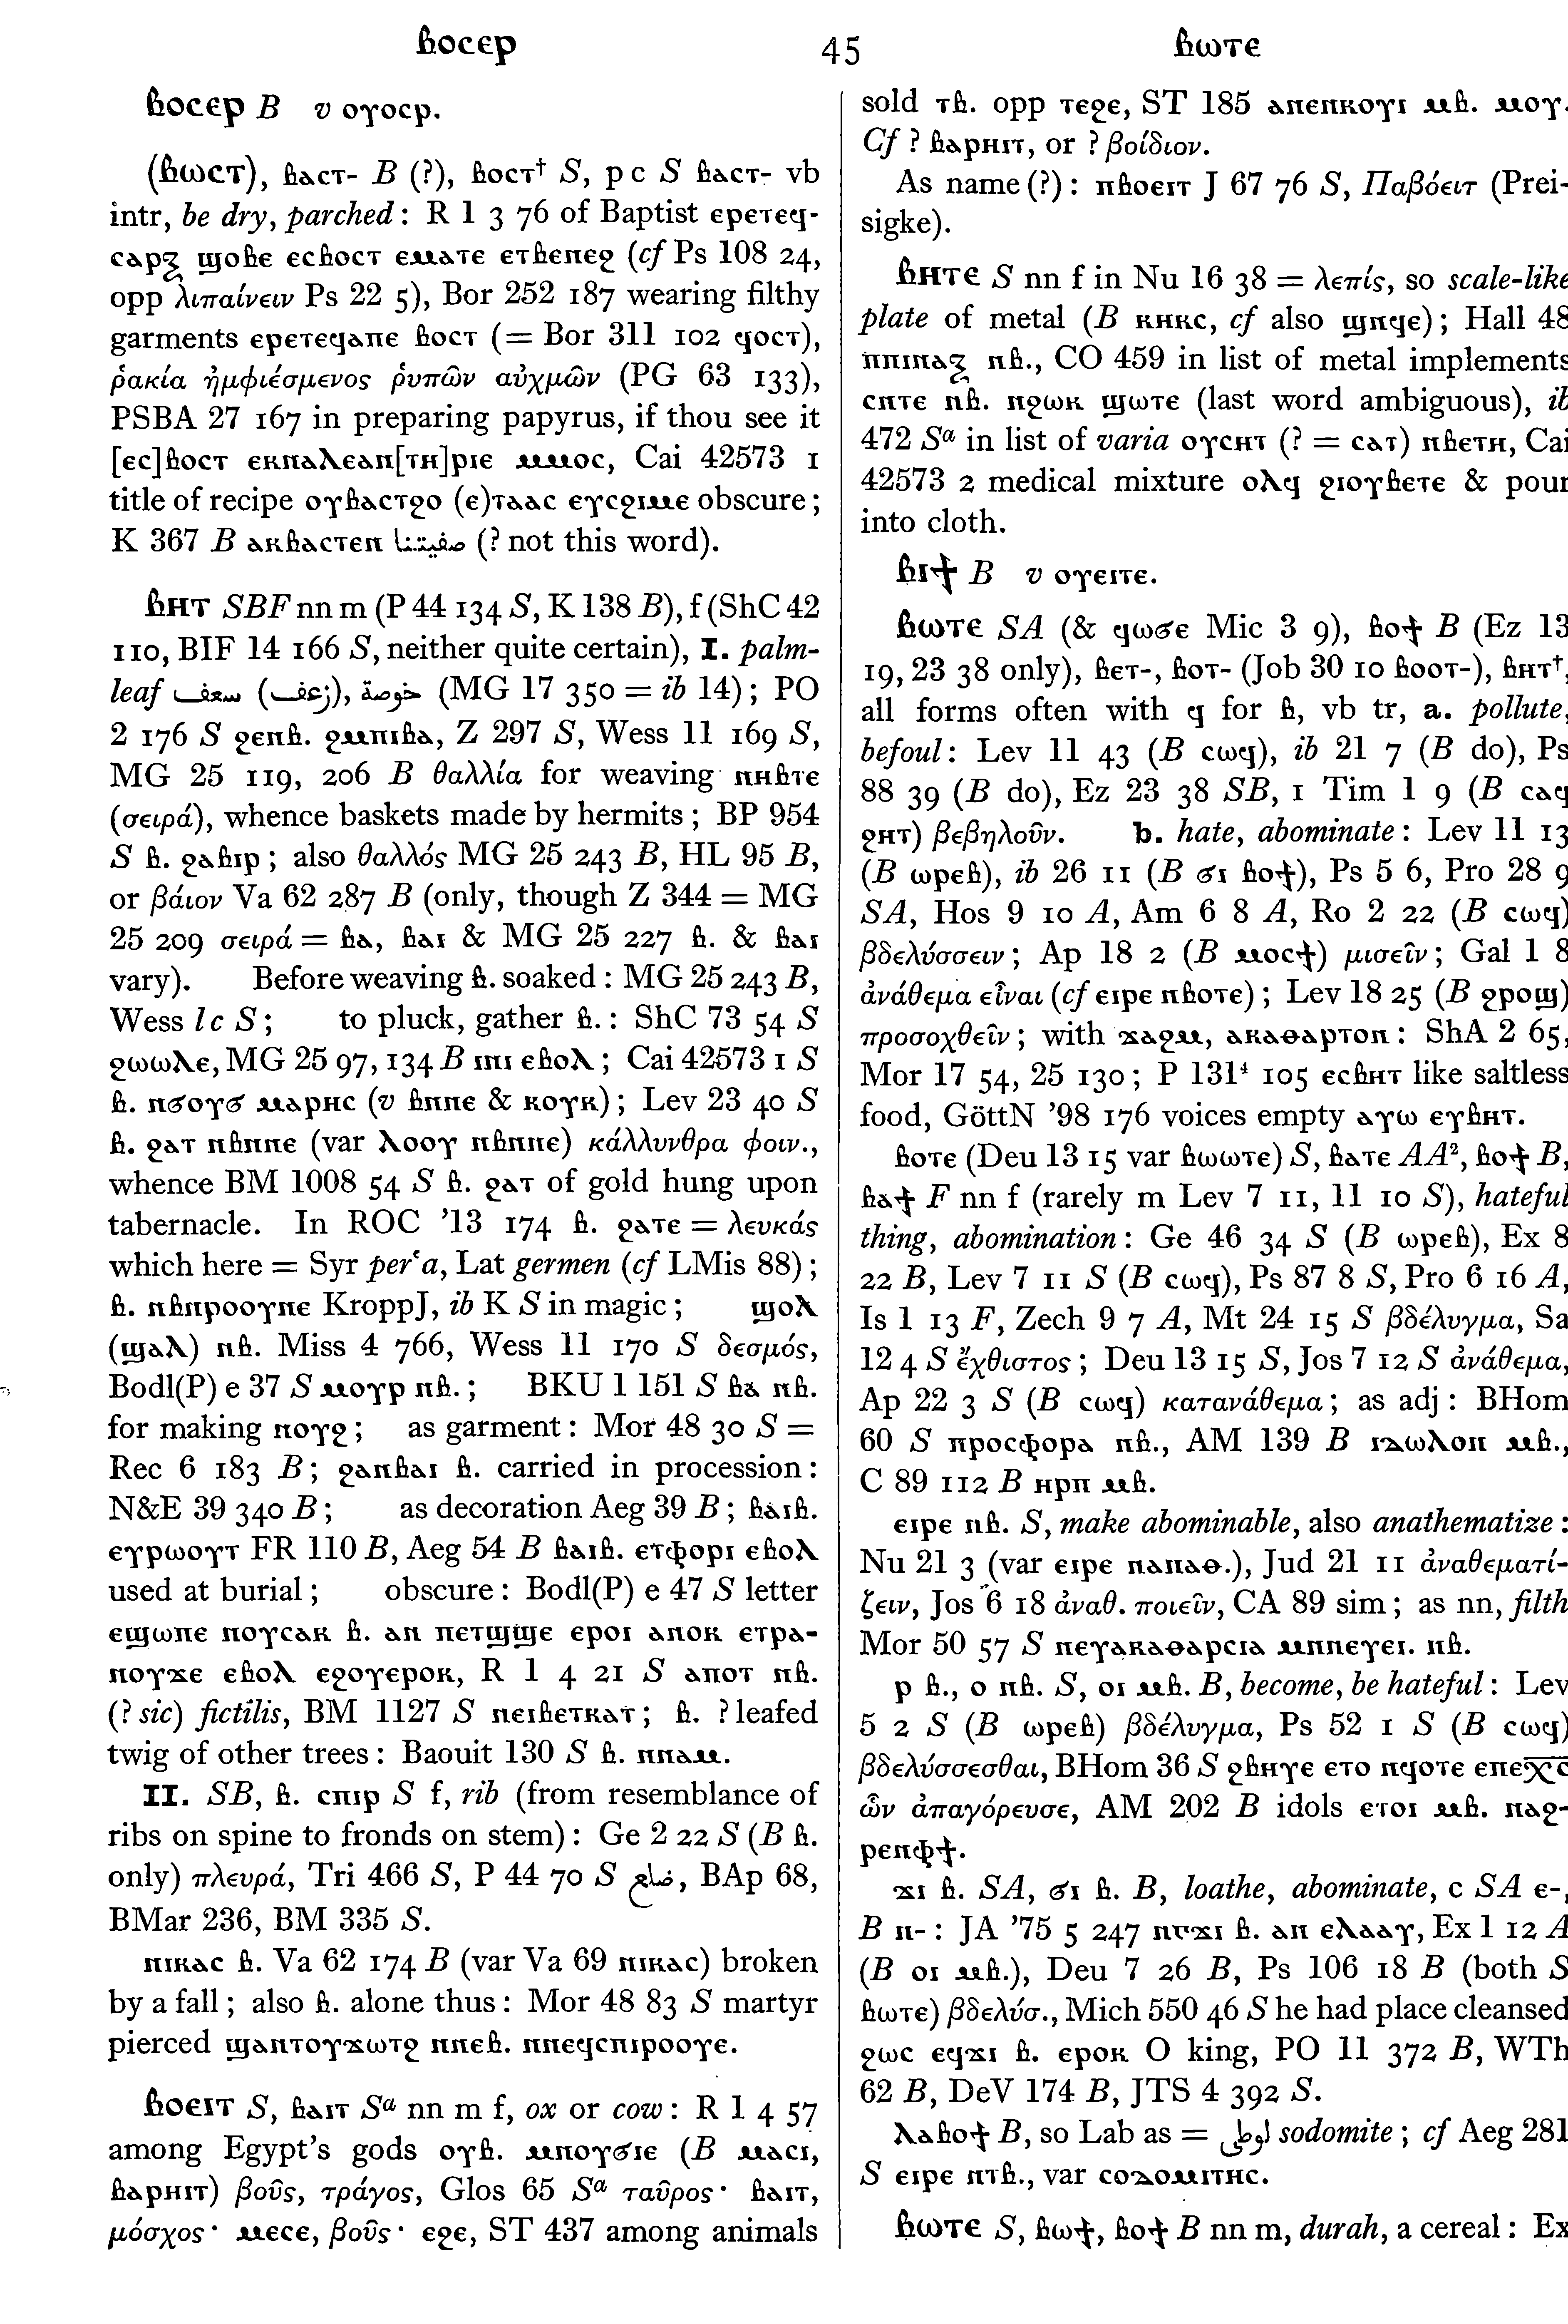 ⲃⲟⲥⲉⲣ 45 ⲃⲱⲧⲉ
ⲃⲟⲥⲉⲣ B v ⲟⲩⲟⲥⲣ.
(ⲃⲱⲥⲧ), ⲃⲁⲥⲧ- B (?), ⲃⲟⲥⲧ† S, p c S ⲃⲁⲥⲧ- vb
intr, be dry, parched: R 1 3 76 of Baptist ⲉⲣⲉⲧⲉϥ-
ⲥⲁⲣⲝ ϣⲟⲃⲉ ⲉⲥⲃⲟⲥⲧ ⲉⲙⲁⲧⲉ ⲉⲧⲃⲉⲛⲉϩ (cf Ps 108 24,
opp λιπαίνειν Ps 22 5), Bor 252 187 wearing filthy
garments ⲉⲣⲉⲧⲉϥⲁⲡⲉ ⲃⲟⲥⲧ (= Bor 311 102 ϥⲟⲥⲧ),
ῥακία ἠμφιέσμενος ῥυπῶν αὐχμῶν (PG 63 133),
PSBA 27 167 in preparing papyrus, if thou see it
[ⲉⲥ]ⲃⲟⲥⲧ ⲉⲕⲛⲁⲗⲉⲁⲛ[ⲧⲏ]ⲣⲓⲉ ⲙⲙⲟⲥ, Cai 42573 1
title of recipe ⲟⲩⲃⲁⲥⲧϩⲟ (ⲉ)ⲧⲁⲁⲥ ⲉⲩⲥϩⲓⲙⲉ obscure;
K 367 B ⲁⲕⲃⲁⲥⲧⲉⲛ صفيتنا (? not this word).
ⲃⲏⲧ SBF nn m (P 44 134 S, K 138 B), f (ShC 42
110, BIF 14 166 S, neither quite certain), I. palm-
leaf سعف (زعف), خوصة (MG 17 350 = ib 14); PO
2 176 S ϩⲉⲛⲃ. ϩⲙⲡⲓⲃⲁ, Z 297 S, Wess 11 169 S,
MG 25 119, 206 B θαλλία for weaving ⲛⲏⲃⲧⲉ
(σειρά), whence baskets made by hermits; BP 954
S ⲃ. ϩⲁⲃⲓⲣ; also θαλλός MG 25 243 B, HL 95 B,
or βάιον Va 62 287 B (only, though Z 344 = MG
25 209 σειρά = ⲃⲁ, ⲃⲁⲓ & MG 25 227 ⲃ. & ⲃⲁⲓ
vary). Before weaving ⲃ. soaked: MG 25 243 B,
Wess l c S; to pluck, gather ⲃ.: ShC 73 54 S
ϩⲱⲱⲗⲉ, MG 25 97, 134 B ⲓⲛⲓ ⲉⲃⲟⲗ; Cai 42573 1 S
ⲃ. ⲛϭⲟⲩϭ ⲙⲁⲣⲏⲥ (v ⲃⲛⲛⲉ & ⲕⲟⲩⲕ); Lev 23 40 S
ⲃ. ϩⲁⲧ ⲛⲃⲛⲛⲉ (var ⲗⲟⲟⲩ ⲛⲃⲛⲛⲉ) κάλλυνθρα φοιν.,
whence BM 1008 54 S ⲃ. ϩⲁⲧ of gold hung upon
tabernacle. In ROC ’13 174 ⲃ. ϩⲁⲧⲉ = λευκάς
which here = Syr perʿa, Lat germen (cf LMis 88);
ⲃ. ⲛⲃⲛⲣⲟⲟⲩⲛⲉ KroppJ, ib K S in magic; ϣⲟⲗ
(ϣⲁⲗ) ⲛⲃ. Miss 4 766, Wess 11 170 S δεσμός,
Bodl(P) e 37 S ⲙⲟⲩⲣ ⲛⲃ.; BKU 1 151 S ⲃⲁ ⲛⲃ.
for making ⲛⲟⲩϩ; as garment: Mor 48 30 S =
Rec 6 183 B; ϩⲁⲛⲃⲁⲓ ⲃ. carried in procession:
N&E 39 340 B; as decoration Aeg 39 B; ⲃⲁⲓⲃ.
ⲉⲩⲣⲱⲟⲩⲧ FR 110 B, Aeg 54 B ⲃⲁⲓⲃ. ⲉⲧⲫⲟⲣⲓ ⲉⲃⲟⲗ
used at burial; obscure: Bodl(P) e 47 S letter
ⲉϣⲱⲡⲉ ⲛⲟⲩⲥⲁⲕ ⲃ. ⲁⲛ ⲡⲉⲧϣϣⲉ ⲉⲣⲟⲓ ⲁⲛⲟⲕ ⲉⲧⲣⲁ-
ⲛⲟⲩϫⲉ ⲉⲃⲟⲗ ⲉϩⲟⲩⲉⲣⲟⲕ, R 1 4 21 S ⲁⲡⲟⲧ ⲛⲃ.
(? sic) fictilis, BM 1127 S ⲡⲉⲓⲃⲉⲧⲕⲁⲧ; ⲃ. ? leafed
twig of other trees: Baouit 130 S ⲃ. ⲛⲛⲁⲙ.
II. SB, ⲃ. ⲥⲡⲓⲣ S f, rib (from resemblance of
ribs on spine to fronds on stem): Ge 2 22 S (B ⲃ.
only) πλευρά, Tri 466 S, P 44 70 S ضلع, BAp 68,
BMar 236, BM 335 S.
ⲡⲓⲕⲁⲥ ⲃ. Va 62 174 B (var Va 69 ⲡⲓⲕⲁⲥ) broken
by a fall; also ⲃ. alone thus: Mor 48 83 S martyr
pierced ϣⲁⲛⲧⲟⲩϫⲱⲧϩ ⲛⲛⲉⲃ. ⲛⲛⲉϥⲥⲡⲓⲣⲟⲟⲩⲉ.
ⲃⲟⲉⲓⲧ S, ⲃⲁⲓⲧ Sa nn m f, ox or cow: R 1 4 57
among Egypt’s gods ⲟⲩⲃ. ⲙⲛⲟⲩϭⲓⲉ (B ⲙⲁⲥⲓ,
ⲃⲁⲣⲏⲓⲧ) βοῦς, τράγος, Glos 65 Sa ταῦρος· ⲃⲁⲓⲧ,
μόσχος· ⲙⲉⲥⲉ, βοῦς· ⲉϩⲉ, ST 437 among animals
sold ⲧⲃ. opp ⲧⲉϩⲉ, ST 185 ⲁⲡⲉⲛⲕⲟⲩⲓ ⲙⲃ. ⲙⲟⲩ.
Cf ? ⲃⲁⲣⲏⲓⲧ, or ? βοίδιον.
As name (?): ⲡⲃⲟⲉⲓⲧ J 67 76 S, Παβόειτ (Prei-
sigke).
ⲃⲏⲧⲉ S nn f in Nu 16 38 = λεπίς, so scale-like
plate of metal (B ⲕⲏⲕⲥ, cf also ϣⲛϥⲉ); Hall 48
ⲛⲡⲓⲛⲁⲝ ⲛⲃ., CO 459 in list of metal implements
ⲥⲛⲧⲉ ⲛⲃ. ⲛϩⲱⲕ ϣⲱⲧⲉ (last word ambiguous), ib
472 Sa in list of varia ⲟⲩⲥⲏⲧ (? = ⲥⲁⲧ) ⲛⲃⲉⲧⲏ, Cai
42573 2 medical mixture ⲟⲗϥ ϩⲓⲟⲩⲃⲉⲧⲉ & pour
into cloth.
ⲃⲓϯ B v ⲟⲩⲉⲓⲧⲉ.
ⲃⲱⲧⲉ SA (& ϥⲱϭⲉ Mic 3 9), ⲃⲟϯ B (Ez 13
19, 23 38 only), ⲃⲉⲧ-, ⲃⲟⲧ- (Job 30 10 ⲃⲟⲟⲧ-), ⲃⲏⲧ†,
all forms often with ϥ for ⲃ, vb tr, a. pollute,
befoul: Lev 11 43 (B ⲥⲱϥ), ib 21 7 (B do), Ps
88 39 (B do), Ez 23 38 SB, 1 Tim 1 9 (B ⲥⲁϥ
ϩⲏⲧ) βεβηλοῦν. b. hate, abominate: Lev 11 13
(B ⲱⲣⲉⲃ), ib 26 11 (B ϭⲓ ⲃⲟϯ), Ps 5 6, Pro 28 9
SA, Hos 9 10 A, Am 6 8 A, Ro 2 22 (B ⲥⲱϥ)
βδελύσσειν; Ap 18 2 (B ⲙⲟⲥϯ) μισεῖν; Gal 1 8
ἀνάθεμα εἶναι (cf ⲉⲓⲣⲉ ⲛⲃⲟⲧⲉ); Lev 18 25 (B ϩⲣⲟϣ)
προσοχθεῖν; with ϫⲁϩⲙ, ⲁⲕⲁⲑⲁⲣⲧⲟⲛ: ShA 2 65,
Mor 17 54, 25 130; P 131⁴ 105 ⲉⲥⲃⲏⲧ like saltless
food, GöttN ’98 176 voices empty ⲁⲩⲱ ⲉⲩⲃⲏⲧ.
ⲃⲟⲧⲉ (Deu 13 15 var ⲃⲱⲱⲧⲉ) S, ⲃⲁⲧⲉ AA², ⲃⲟϯ B,
ⲃⲁϯ F nn f (rarely m Lev 7 11, 11 10 S), hateful
thing, abomination: Ge 46 34 S (B ⲱⲣⲉⲃ), Ex 8
22 B, Lev 7 11 S (B ⲥⲱϥ), Ps 87 8 S, Pro 6 16 A,
Is 1 13 F, Zech 9 7 A, Mt 24 15 S βδέλυγμα, Sa
12 4 S ἔχθιστος; Deu 13 15 S, Jos 7 12 S ἀνάθεμα,
Ap 22 3 S (B ⲥⲱϥ) κατανάθεμα; as adj: BHom
60 S ⲡⲣⲟⲥⲫⲟⲣⲁ ⲛⲃ., AM 139 B ⲓⲇⲱⲗⲟⲛ ⲙⲃ.,
C 89 112 B ⲏⲣⲡ ⲙⲃ.
ⲉⲓⲣⲉ ⲛⲃ. S, make abominable, also anathematize:
Nu 21 3 (var ⲉⲓⲣⲉ ⲛⲁⲛⲁⲑ.), Jud 21 11 ἀναθεματί-
ζειν, Jos 6 18 ἀναθ. ποιεῖν, CA 89 sim; as nn, filth
Mor 50 57 S ⲡⲉⲩⲁⲕⲁⲑⲁⲣⲥⲓⲁ ⲙⲛⲡⲉⲩⲉⲓ. ⲛⲃ.
ⲣ ⲃ., ⲟ ⲛⲃ. S, ⲟⲓ ⲙⲃ. B, become, be hateful: Lev
5 2 S (B ⲱⲣⲉⲃ) βδέλυγμα, Ps 52 1 S (B ⲥⲱϥ)
βδελύσσεσθαι, BHom 36 S ϩⲃⲏⲩⲉ ⲉⲧⲟ ⲛϥⲟⲧⲉ ⲉⲡⲉⲭ̅ⲥ̅
ὧν ἀπαγόρευσε, AM 202 B idols ⲉⲧⲟⲓ ⲙⲃ. ⲛⲁϩ-
ⲣⲉⲛⲫϯ.
ϫⲓ ⲃ. SA, ϭⲓ ⲃ. B, loathe, abominate, c SA ⲉ-,
B ⲛ-: JA ’75 5 247 ⲛⲅϫⲓ ⲃ. ⲁⲛ ⲉⲗⲁⲁⲩ, Ex 1 12 A
(B ⲟⲓ ⲙⲃ.), Deu 7 26 B, Ps 106 18 B (both S
ⲃⲱⲧⲉ) βδελύσ., Mich 550 46 S he had place cleansed
ϩⲱⲥ ⲉϥϫⲓ ⲃ. ⲉⲣⲟⲕ O king, PO 11 372 B, WTh
62 B, DeV 174 B, JTS 4 392 S.
ⲗⲁⲃⲟϯ B, so Lab as = لوطي sodomite; cf Aeg 281
S ⲉⲓⲣⲉ ⲛⲧⲃ., var ⲥⲟⲇⲟⲙⲓⲧⲏⲥ.
ⲃⲱⲧⲉ S, ⲃⲱϯ, ⲃⲟϯ B nn m, durah, a cereal: Ex